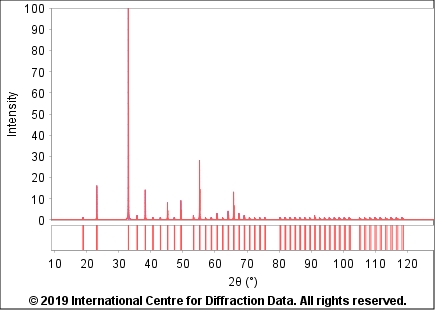 100
90
80
70
60
50
40
30
20
10
0
Intensity
10 20 30 40 50 60 70 80 90 100 110 120
2θ (°)
© 2019 International Centre for Diffraction Data. All rights reserved.